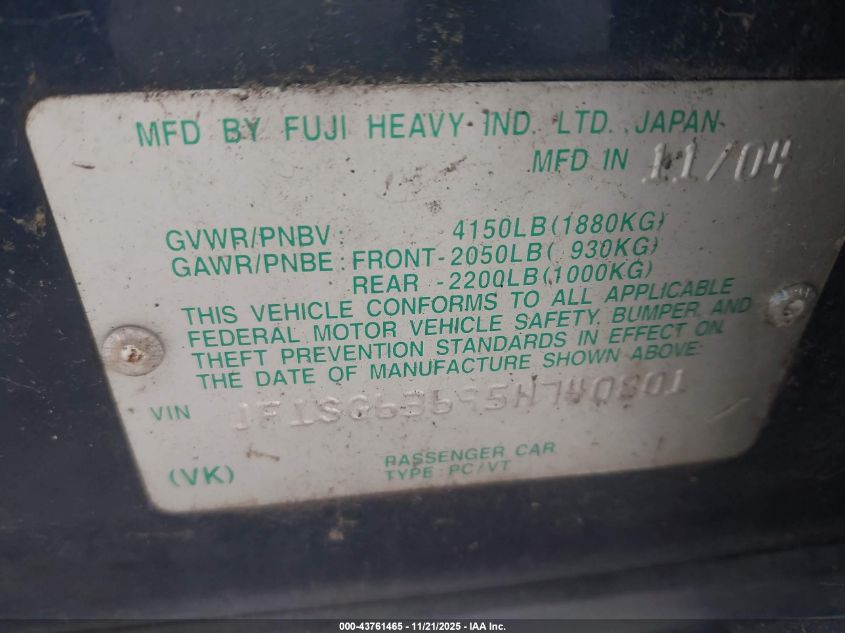 MFD BY FUJI HEAVY IND. LTD. JAPAN
MFD IN 11/04
GVWR/PNBV: 4150LB(1880KG)
GAWR/PNBE: FRONT-2050LB( 930KG)
REAR -2200LB(1000KG)
THIS VEHICLE CONFORMS TO ALL APPLICABLE
FEDERAL MOTOR VEHICLE SAFETY, BUMPER, AND
THEFT PREVENTION STANDARDS IN EFFECT ON
THE DATE OF MANUFACTURE SHOWN ABOVE.
VIN
PASSENGER CAR
(VK) TYPE: PC/VT
000-43761465 - 11/21/2025 - IAA Inc.